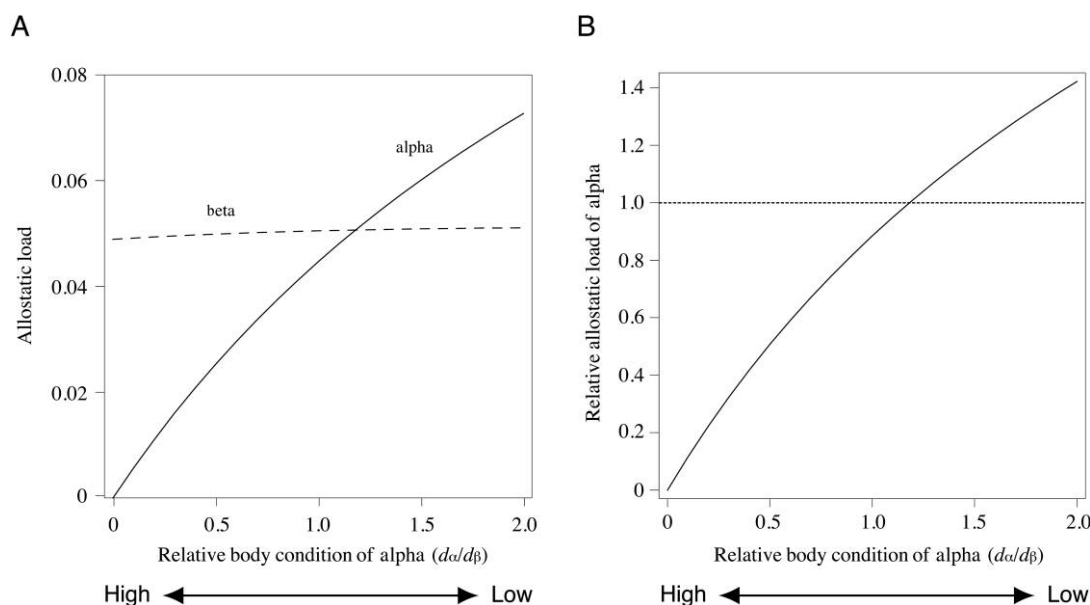 A
0.08
0.06
0.04
0.02
0
Allostatic load
alpha
beta
0
0.5
1.0
1.5
2.0
Relative body condition of alpha (dα/dβ)
High
Low
B
1.4
1.2
1.0
0.8
0.6
0.4
0.2
0
Relative allostatic load of alpha
0
0.5
1.0
1.5
2.0
Relative body condition of alpha (dα/dβ)
High
Low